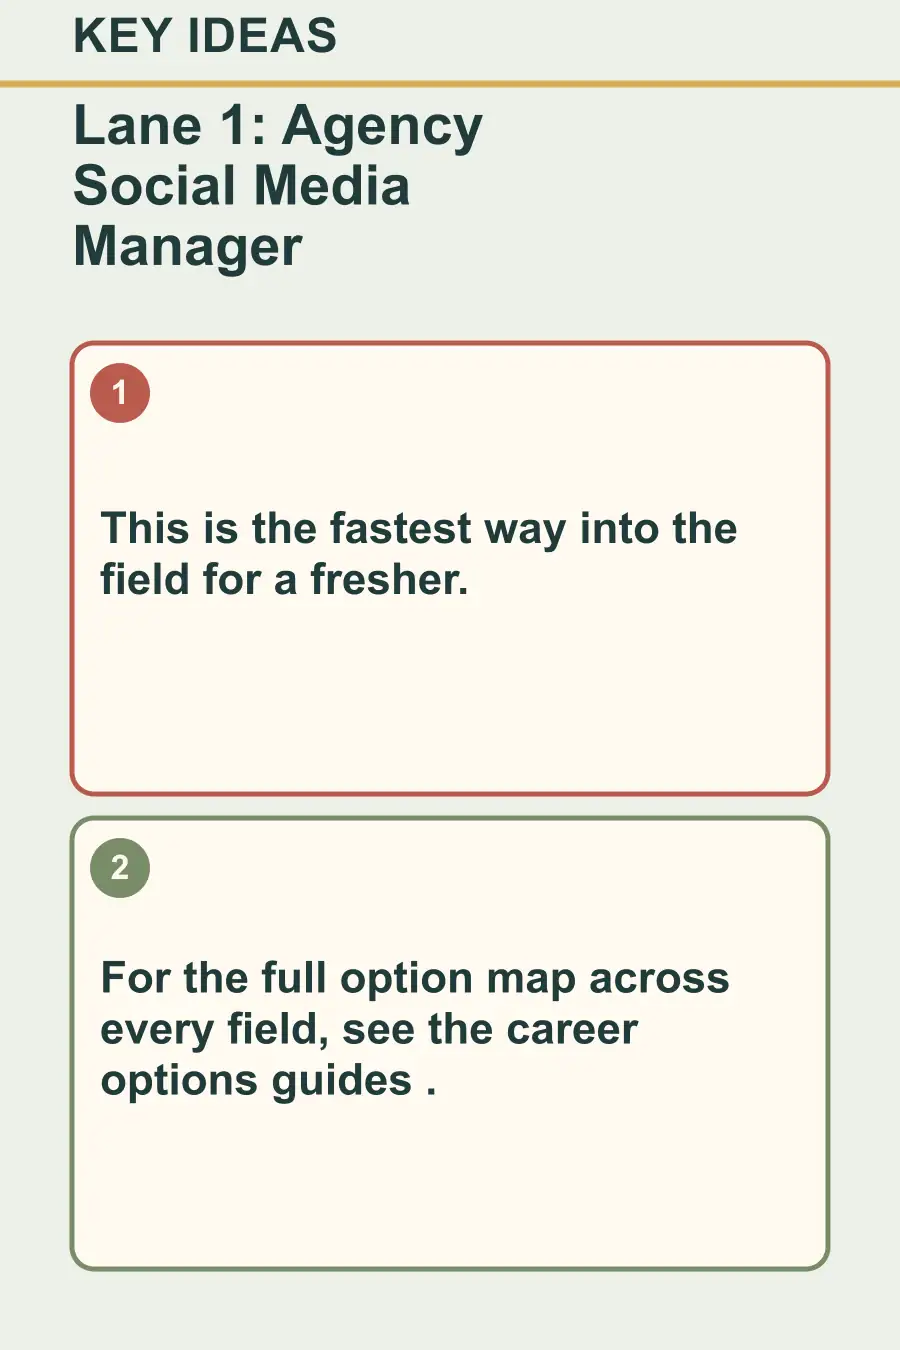 KEY IDEAS
Lane 1: Agency
Social Media
Manager
1
This is the fastest way into the
field for a fresher.
2
For the full option map across
every field, see the career
options guides .